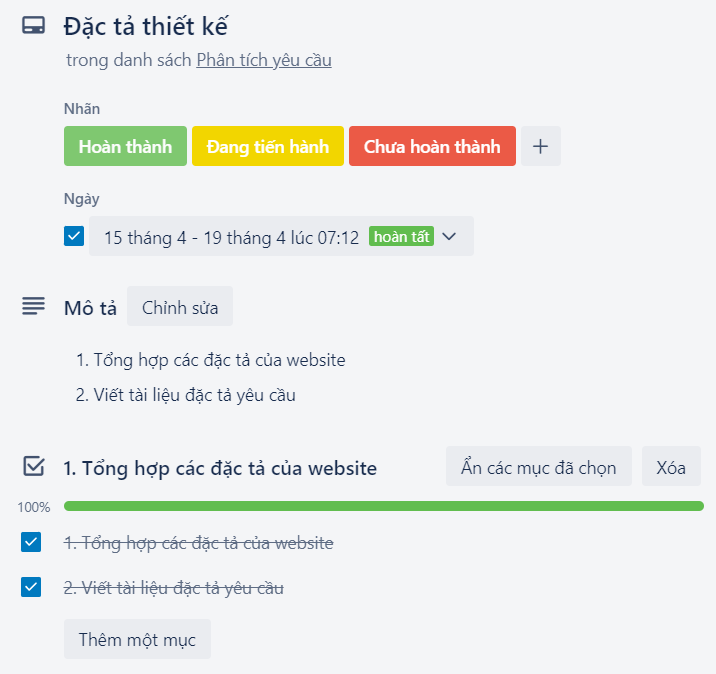 Đặc tả thiết kế
trong danh sách Phân tích yêu cầu
Nhãn
Hoàn thành Đang tiến hành Chưa hoàn thành +
Ngày
15 tháng 4 - 19 tháng 4 lúc 07:12 hoàn tất
Mô tả Chỉnh sửa
1. Tổng hợp các đặc tả của website
2. Viết tài liệu đặc tả yêu cầu
1. Tổng hợp các đặc tả của website Ẩn các mục đã chọn Xóa
100%
1. Tổng hợp các đặc tả của website
2. Viết tài liệu đặc tả yêu cầu
Thêm một mục